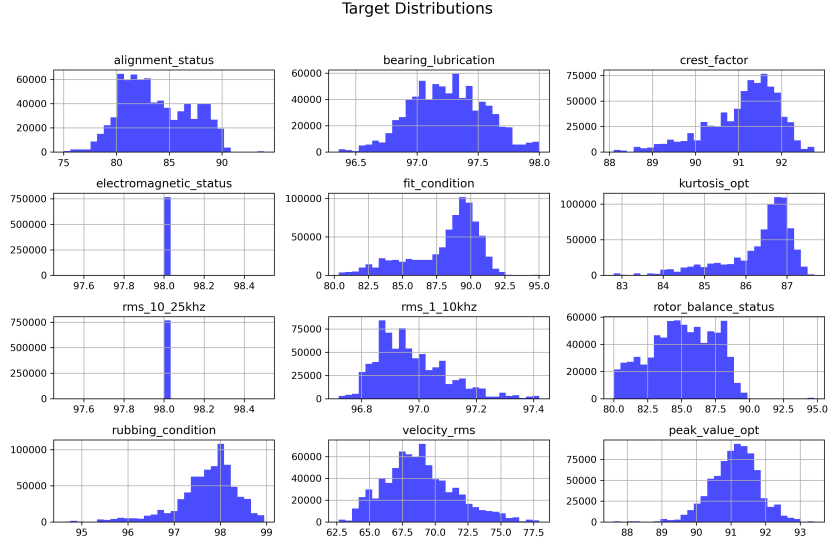 Target Distributions
alignment_status
60000
40000
20000
0
75 80 85 90
bearing_lubrication
60000
40000
20000
0
96.5 97.0 97.5 98.0
crest_factor
75000
50000
25000
0
88 89 90 91 92
electromagnetic_status
750000
500000
250000
0
97.6 97.8 98.0 98.2 98.4
fit_condition
100000
50000
0
80.0 82.5 85.0 87.5 90.0 92.5 95.0
kurtosis_opt
100000
50000
0
83 84 85 86 87
rms_10_25khz
750000
500000
250000
0
97.6 97.8 98.0 98.2 98.4
rms_1_10khz
75000
50000
25000
0
96.8 97.0 97.2 97.4
rotor_balance_status
60000
40000
20000
0
80.0 82.5 85.0 87.5 90.0 92.5 95.0
rubbing_condition
100000
50000
0
95 96 97 98 99
velocity_rms
60000
40000
20000
0
62.5 65.0 67.5 70.0 72.5 75.0 77.5
peak_value_opt
75000
50000
25000
0
88 89 90 91 92 93